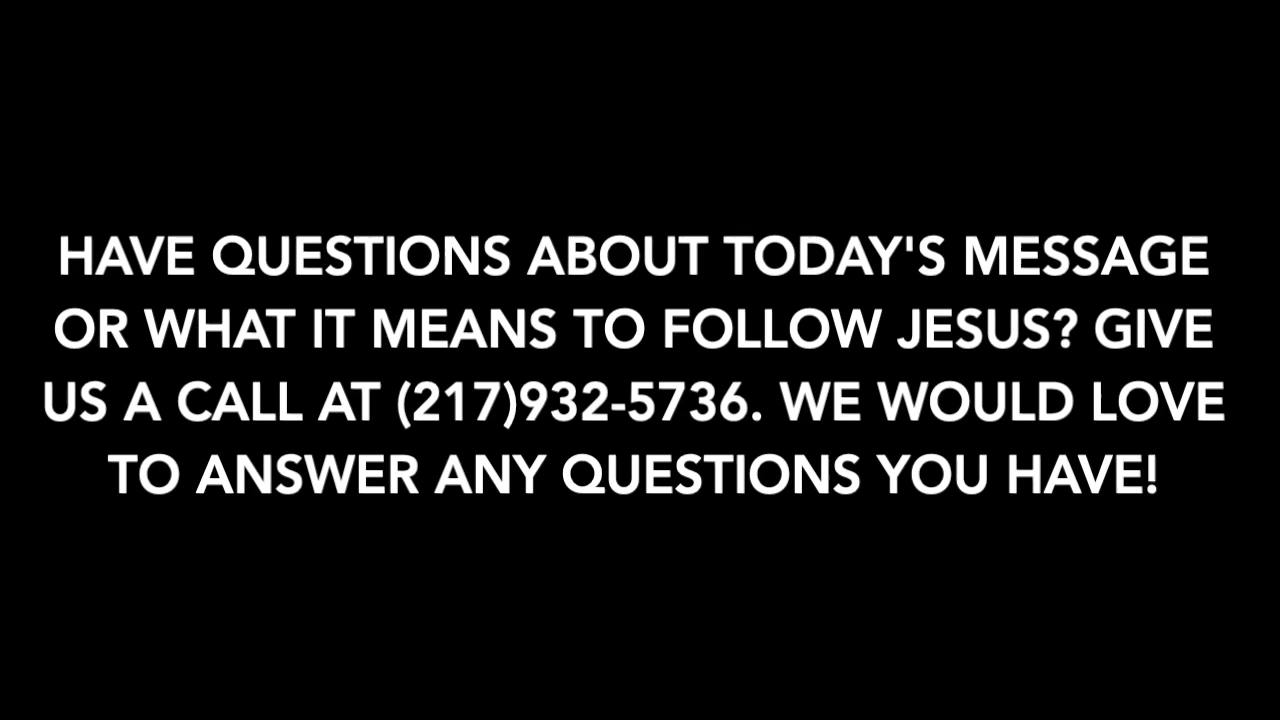 HAVE QUESTIONS ABOUT TODAY'S MESSAGE
OR WHAT IT MEANS TO FOLLOW JESUS? GIVE
US A CALL AT (217)932-5736. WE WOULD LOVE
TO ANSWER ANY QUESTIONS YOU HAVE!